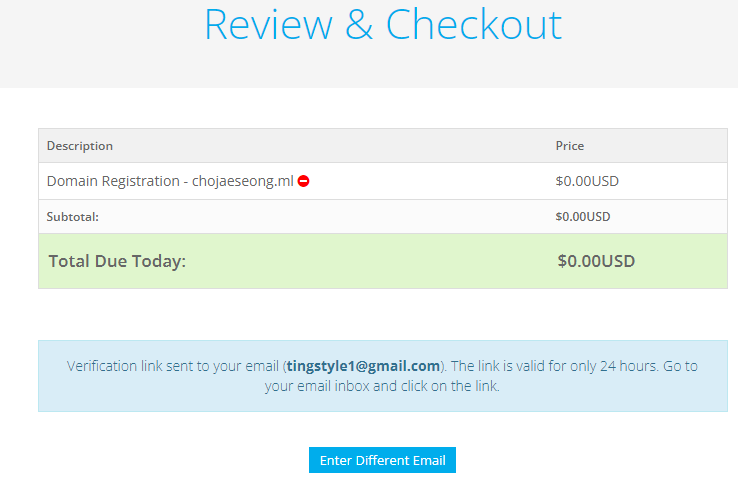 Review & Checkout
Description Price
Domain Registration - chojaeseong.ml $0.00USD
Subtotal: $0.00USD
Total Due Today: $0.00USD
Verification link sent to your email (tingstyle1@gmail.com). The link is valid for only 24 hours. Go to
your email inbox and click on the link.
Enter Different Email